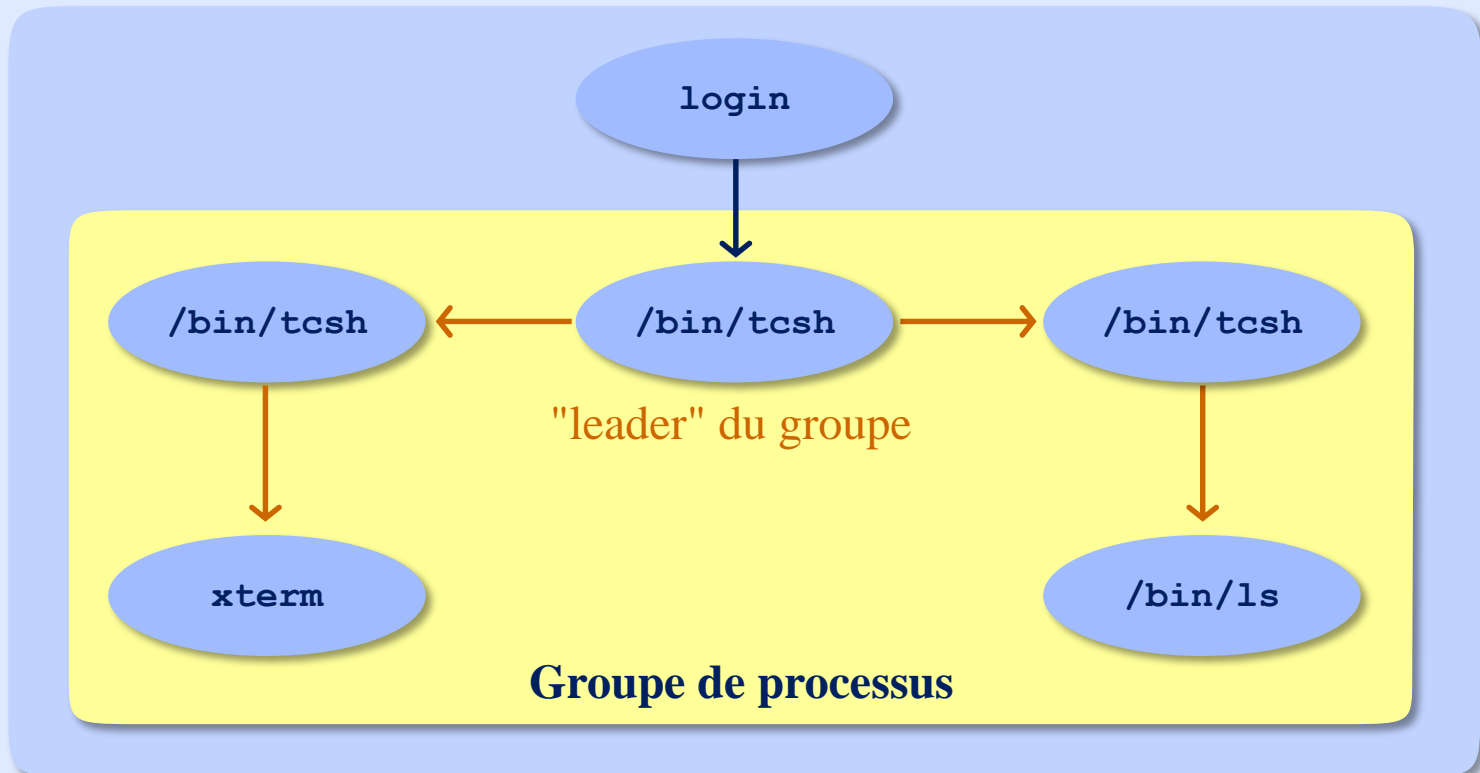 login
/bin/tcsh
/bin/tcsh
/bin/tcsh
"leader" du groupe
xterm
/bin/ls
Groupe de processus